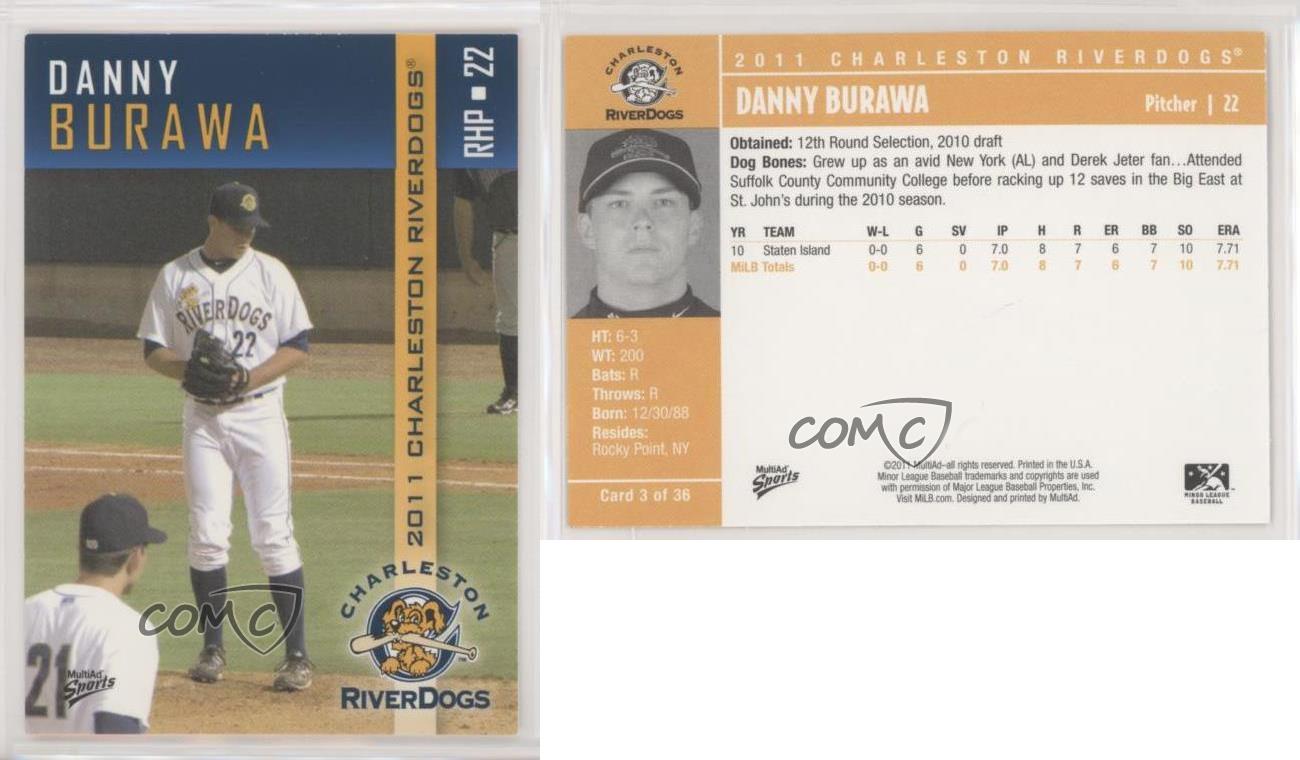 DANNY
BURAWA
RHP ▪ 22
2011 CHARLESTON RIVERDOGS®
RIVERDOGS
22
21
MultiAd
Sports
COMC
CHARLESTON
RIVERDOGS
CHARLESTON
RIVERDOGS
2011 CHARLESTON RIVERDOGS®
DANNY BURAWA
Pitcher | 22
Obtained: 12th Round Selection, 2010 draft
Dog Bones: Grew up as an avid New York (AL) and Derek Jeter fan...Attended
Suffolk County Community College before racking up 12 saves in the Big East at
St. John's during the 2010 season.
YR TEAM W-L G SV IP H R ER BB SO ERA
10 Staten Island 0-0 6 0 7.0 8 7 6 7 10 7.71
MiLB Totals 0-0 6 0 7.0 8 7 6 7 10 7.71
HT: 6-3
WT: 200
Bats: R
Throws: R
Born: 12/30/88
Resides:
Rocky Point, NY
Card 3 of 36
COMC
MultiAd
Sports
©2011 MultiAd–all rights reserved. Printed in the U.S.A.
Minor League Baseball trademarks and copyrights are used
with permission of Major League Baseball Properties, Inc.
Visit MiLB.com. Designed and printed by MultiAd.
MINOR LEAGUE
BASEBALL